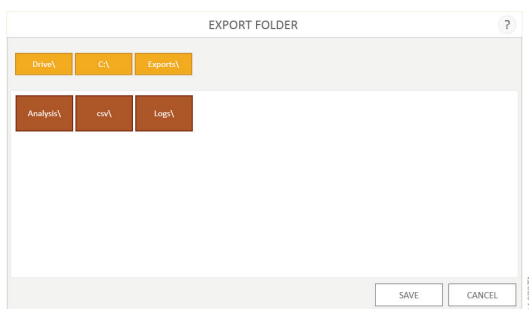 EXPORT FOLDER ?
Drive\ C:\ Exports\
Analysis\ csv\ Logs\
SAVE CANCEL